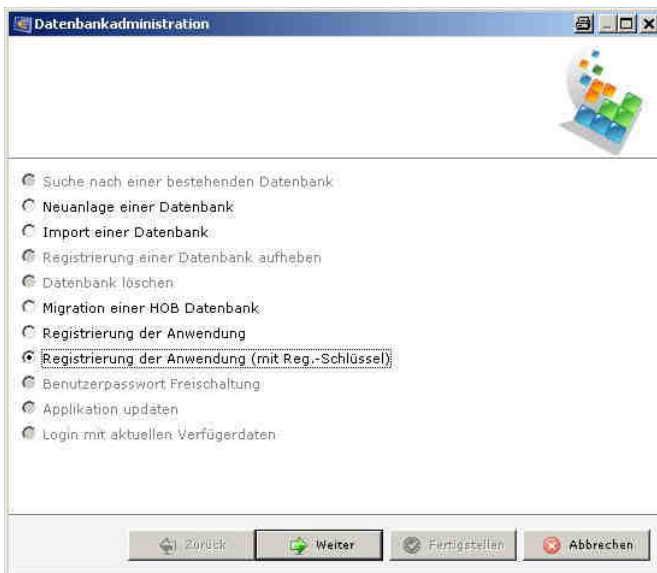 Datenbankadministration
Suche nach einer bestehenden Datenbank
Neuanlage einer Datenbank
Import einer Datenbank
Registrierung einer Datenbank aufheben
Datenbank löschen
Migration einer HOB Datenbank
Registrierung der Anwendung
Registrierung der Anwendung (mit Reg.-Schlüssel)
Benutzerpasswort Freischaltung
Applikation updaten
Login mit aktuellen Verfügerdaten
Zurück Weiter Fertigstellen Abbrechen